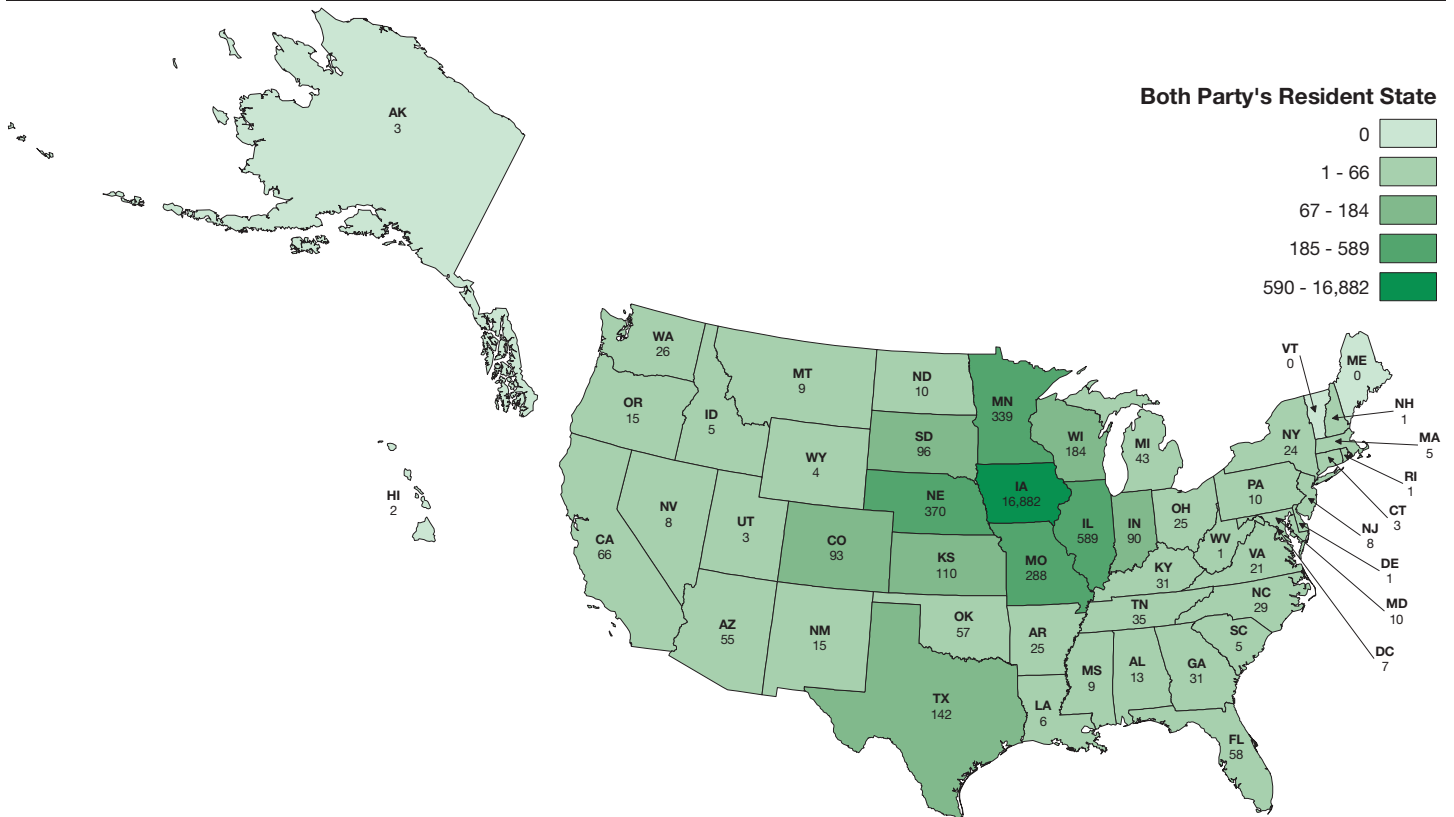 Both Party's Resident State
0
1 - 66
67 - 184
185 - 589
590 - 16,882
AK
3
HI
2
WA
26
OR
15
CA
66
ID
5
NV
8
MT
9
WY
4
UT
3
AZ
55
CO
93
NM
15
ND
10
SD
96
NE
370
KS
110
OK
57
TX
142
MN
339
IA
16,882
MO
288
AR
25
LA
6
WI
184
IL
589
MI
43
IN
90
OH
25
KY
31
TN
35
MS
9
AL
13
GA
31
FL
58
SC
5
NC
29
VA
21
WV
1
PA
10
NY
24
VT
0
ME
0
NH
1
MA
5
RI
1
CT
3
NJ
8
DE
1
MD
10
DC
7